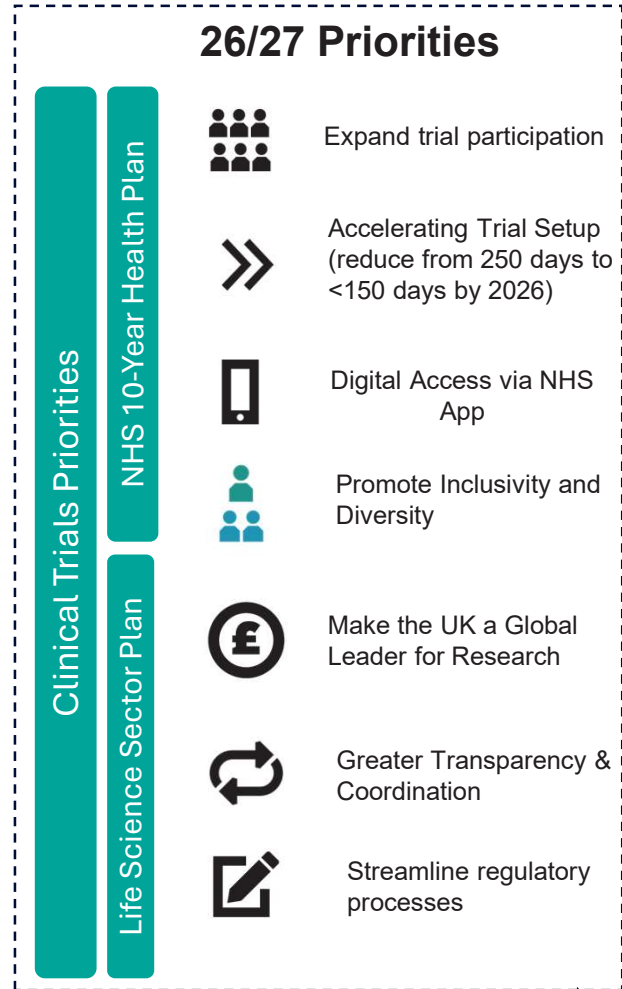 26/27 Priorities
Clinical Trials Priorities
NHS 10-Year Health Plan
Expand trial participation
Accelerating Trial Setup
(reduce from 250 days to
<150 days by 2026)
Digital Access via NHS
App
Promote Inclusivity and
Diversity
Life Science Sector Plan
£
Make the UK a Global
Leader for Research
Greater Transparency &
Coordination
Streamline regulatory
processes